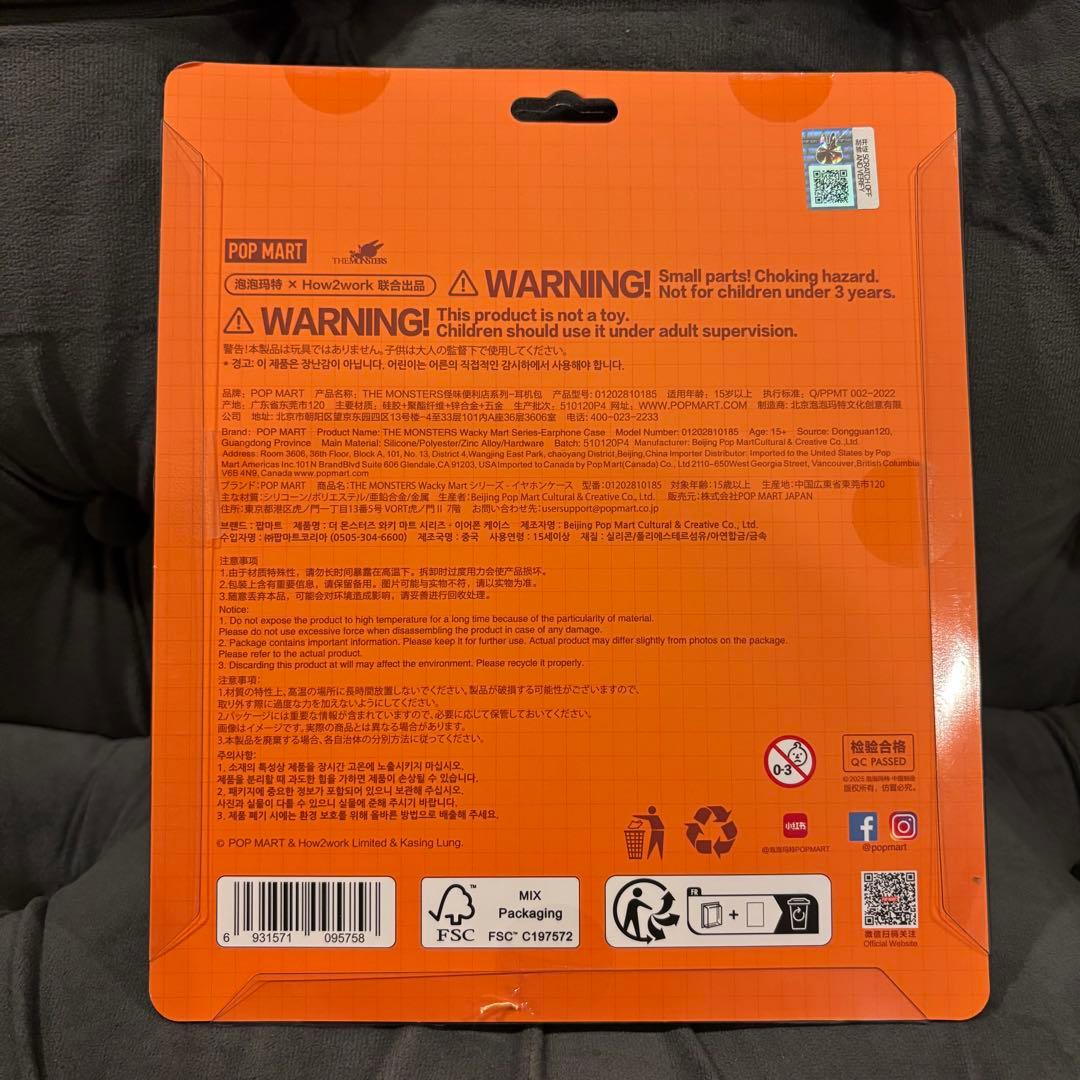 开证 SCRATCH OFF
刮验 AND VERIFY
POP MART
THE MONSTERS
泡泡玛特 × How2work 联合出品
WARNING! Small parts! Choking hazard.
Not for children under 3 years.
WARNING! This product is not a toy.
Children should use it under adult supervision.
警告!本製品は玩具ではありません。子供は大人の監督下で使用してください。
* 경고: 이 제품은 장난감이 아닙니다. 어린이는 어른의 직접적인 감시하에서 사용해야 합니다.
品牌：POP MART 产品名称：THE MONSTERS怪味便利店系列-耳机包 产品型号：01202810185 适用年龄：15岁以上 执行标准：Q/PPMT 002-2022
产地：广东省东莞市120 主要材质：硅胶+聚酯纤维+锌合金+五金 生产批次：510120P4 网址：WWW.POPMART.COM 制造商：北京泡泡玛特文化创意有限
公司 地址：北京市朝阳区望京东园四区13号楼-4至33层101内A座36层3606室 电话：400-023-2233
Brand: POP MART Product Name: THE MONSTERS Wacky Mart Series-Earphone Case Model Number: 01202810185 Age: 15+ Source: Dongguan120,
Guangdong Province Main Material: Silicone/Polyester/Zinc Alloy/Hardware Batch: 510120P4 Manufacturer: Beijing Pop MartCultural & Creative Co.,Ltd.
Address: Room 3606, 36th Floor, Block A, 101, No. 13, District 4,Wangjing East Park, chaoyang District,Beijing,China Importer Distributor: Imported to the United States by Pop
Mart Americas Inc.101 N BrandBlvd Suite 606 Glendale,CA 91203, USA Imported to Canada by Pop Mart(Canada) Co., Ltd 2110-650West Georgia Street, Vancouver,British Columbia
V6B 4N9, Canada www.popmart.com
ブランド：POP MART 商品名：THE MONSTERS Wacky Mart シリーズ - イヤホンケース 型番：01202810185 対象年齢：15歳以上 生産地：中国広東省東莞市120
主な材質：シリコーン/ポリエステル/亜鉛合金/金属 生産者：Beijing Pop Mart Cultural & Creative Co., Ltd. 販売元：株式会社POP MART JAPAN
住所：東京都港区虎ノ門一丁目13番5号 VORT虎ノ門Ⅱ 7階 お問い合わせ先：usersupport@popmart.co.jp
브랜드 : 팝마트 제품명 : 더 몬스터즈 와키 마트 시리즈 - 이어폰 케이스 제조자명 : Beijing Pop Mart Cultural & Creative Co., Ltd.
수입자명 : ㈜팝마트코리아 (0505-304-6600) 제조국명 : 중국 사용연령 : 15세이상 재질 : 실리콘/폴리에스테르섬유/아연합금/금속
注意事项
1.由于材质特殊性，请勿长时间暴露在高温下。拆卸时过度用力会使产品损坏。
2.包装上含有重要信息，请保留备用。图片可能与实物不符，请以实物为准。
3.随意丢弃本品，可能会对环境造成影响，请妥善进行回收处理。
Notice:
1. Do not expose the product to high temperature for a long time because of the particularity of material.
Please do not use excessive force when disassembling the product in case of any damage.
2. Package contains important information. Please keep it for further use. Actual product may differ slightly from photos on the package.
Please refer to the actual product.
3. Discarding this product at will may affect the environment. Please recycle it properly.
注意事項:
1.材質の特性上、高温の場所に長時間放置しないでください。製品が破損する可能性がございますので、
取り外す際に過度な力を加えないようにしてください。
2.パッケージには重要な情報が含まれていますので、必要に応じて保管しておいてください。
画像はイメージです。実際の商品とは異なる場合があります。
3.本製品を廃棄する場合、各自治体の分別方法に従ってください。
주의사항:
1. 소재의 특성상 제품을 장시간 고온에 노출시키지 마십시오.
제품을 분리할 때 과도한 힘을 가하면 제품이 손상될 수 있습니다.
2. 패키지에 중요한 정보가 포함되어 있으니 보관해 주십시오.
사진과 실물이 다를 수 있으니 실물에 준해 주시기 바랍니다.
3. 제품 폐기 시에는 환경 보호를 위해 올바른 방법으로 배출해 주세요.
© POP MART & How2work Limited & Kasing Lung.
0-3
检验合格
QC PASSED
©2025 泡泡玛特·中国制造
版权所有，仿冒必究。
小红书
@泡泡玛特POPMART
@popmart
6 931571 095758
FSC™
MIX
Packaging
FSC™ C197572
FR
+
微信扫码关注
Official Website